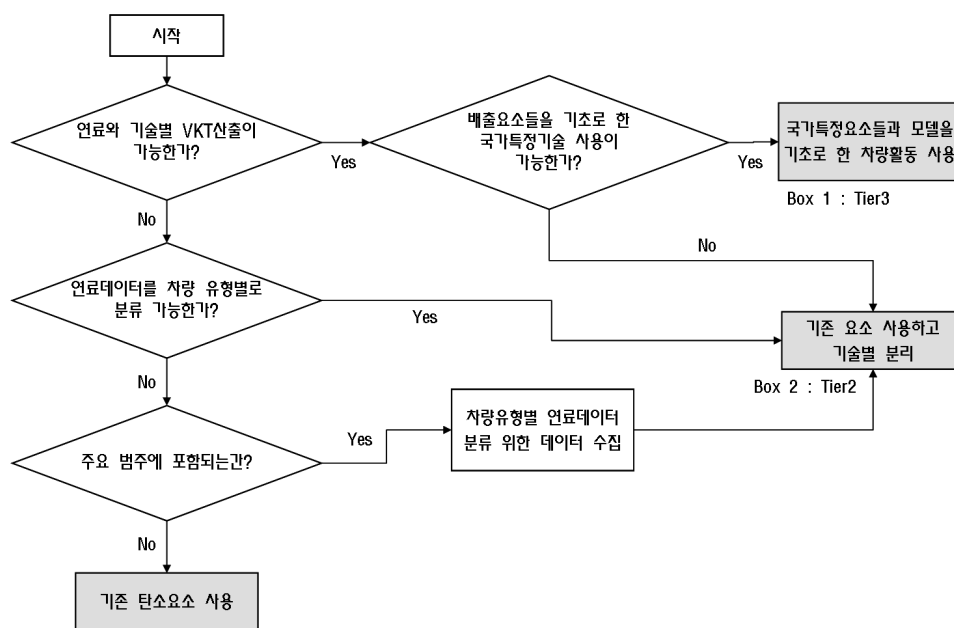 시작
연료와 기술별 VKT산출이
가능한가?
Yes
배출요소들을 기초로 한
국가특정기술 사용이
가능한가?
Yes
국가특정요소들과 모델을
기초로 한 차량활동 사용
Box 1 : Tier3
No
No
연료데이터를 차량 유형별로
분류 가능한가?
Yes
기존 요소 사용하고
기술별 분리
Box 2 : Tier2
No
주요 범주에 포함되는간?
Yes
차량유형별 연료데이터
분류 위한 데이터 수집
No
기존 탄소요소 사용